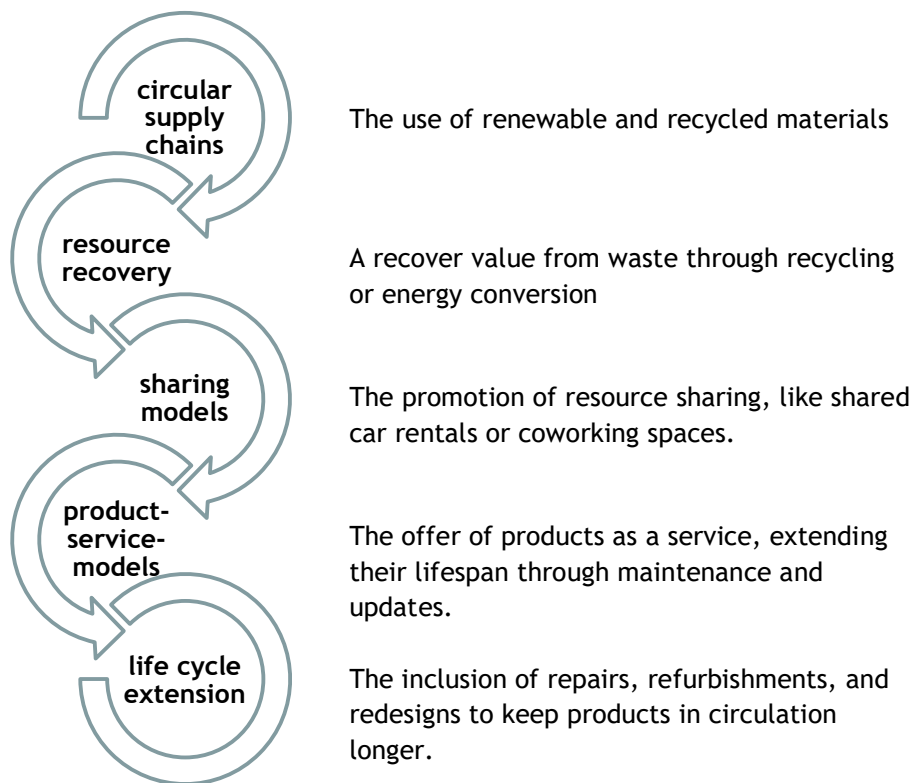 circular
supply
chains
The use of renewable and recycled materials
resource
recovery
A recover value from waste through recycling
or energy conversion
sharing
models
The promotion of resource sharing, like shared
car rentals or coworking spaces.
product-
service-
models
The offer of products as a service, extending
their lifespan through maintenance and
updates.
life cycle
extension
The inclusion of repairs, refurbishments, and
redesigns to keep products in circulation
longer.